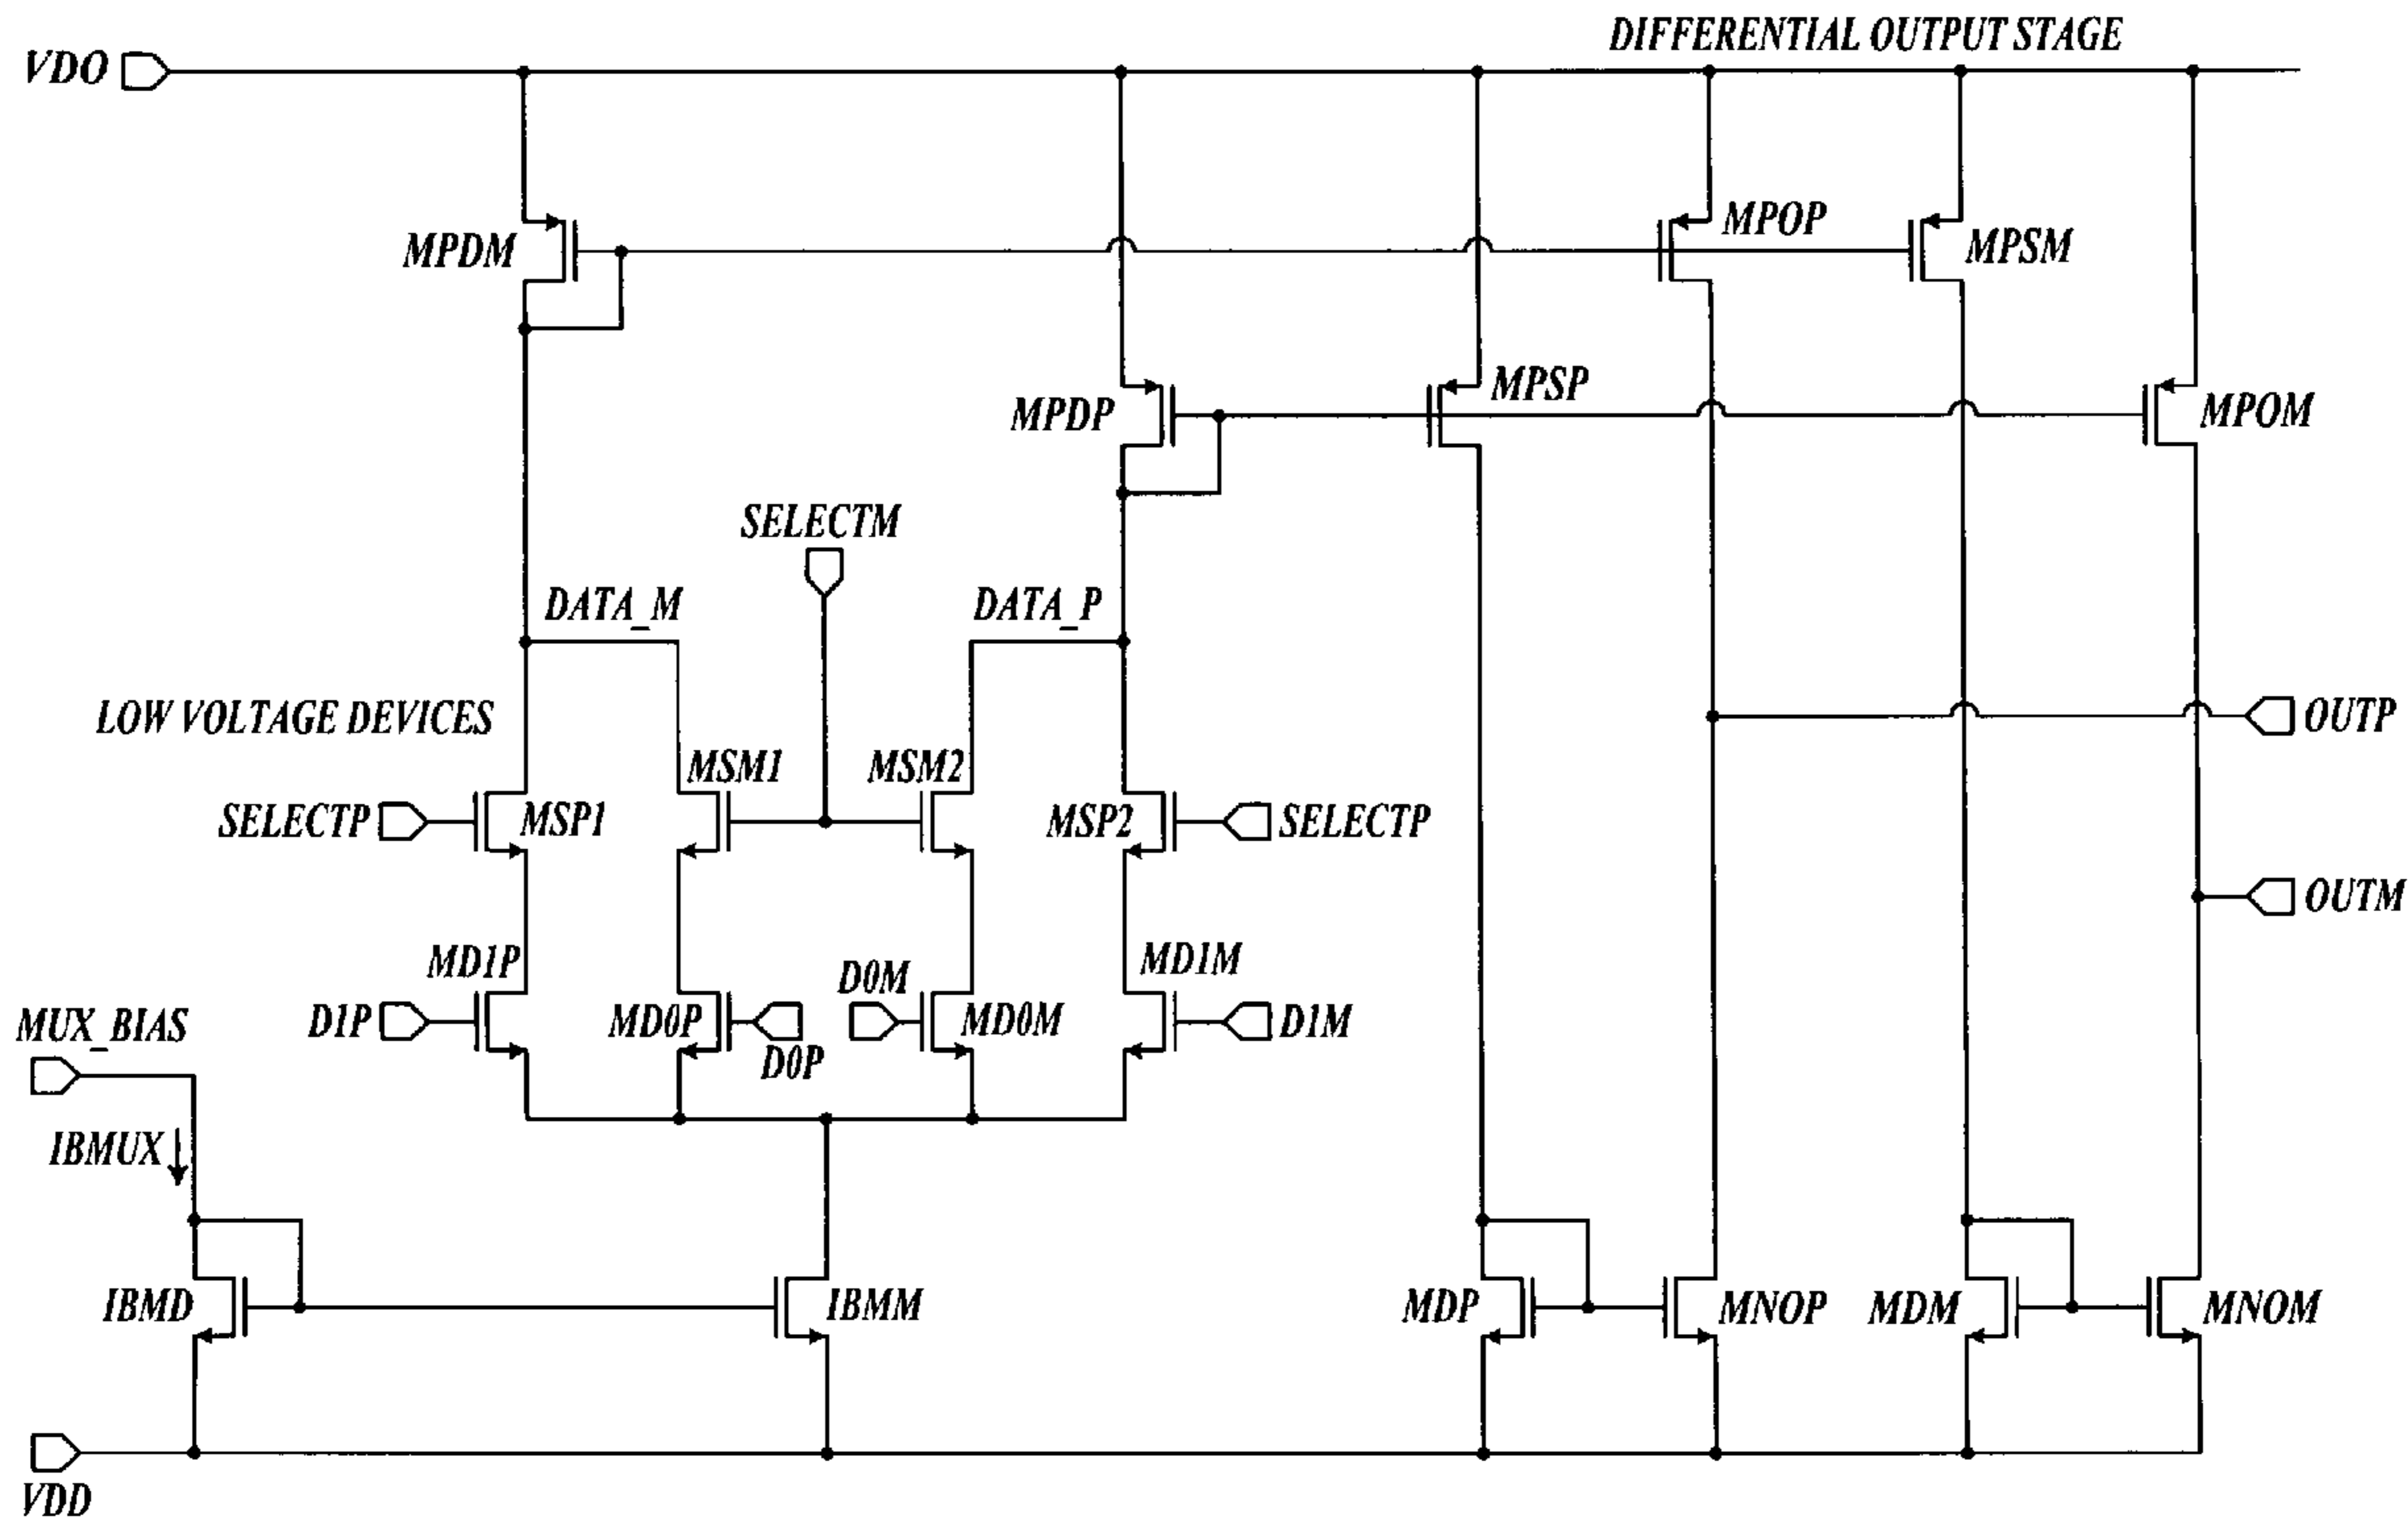 DIFFERENTIAL OUTPUT STAGE
VDO
MPDM
MPOP
MPSM
MPDP
MPSP
MPOM
SELECTM
DATA_M
DATA_P
LOW VOLTAGE DEVICES
OUTP
MSM1
MSM2
SELECTP
MSP1
MSP2
SELECTP
OUTM
MD1P
D0M
MD1M
MUX_BIAS
D1P
MD0P
MD0M
D1M
D0P
IBMUX
IBMD
IBMM
MDP
MNOP
MDM
MNOM
VDD